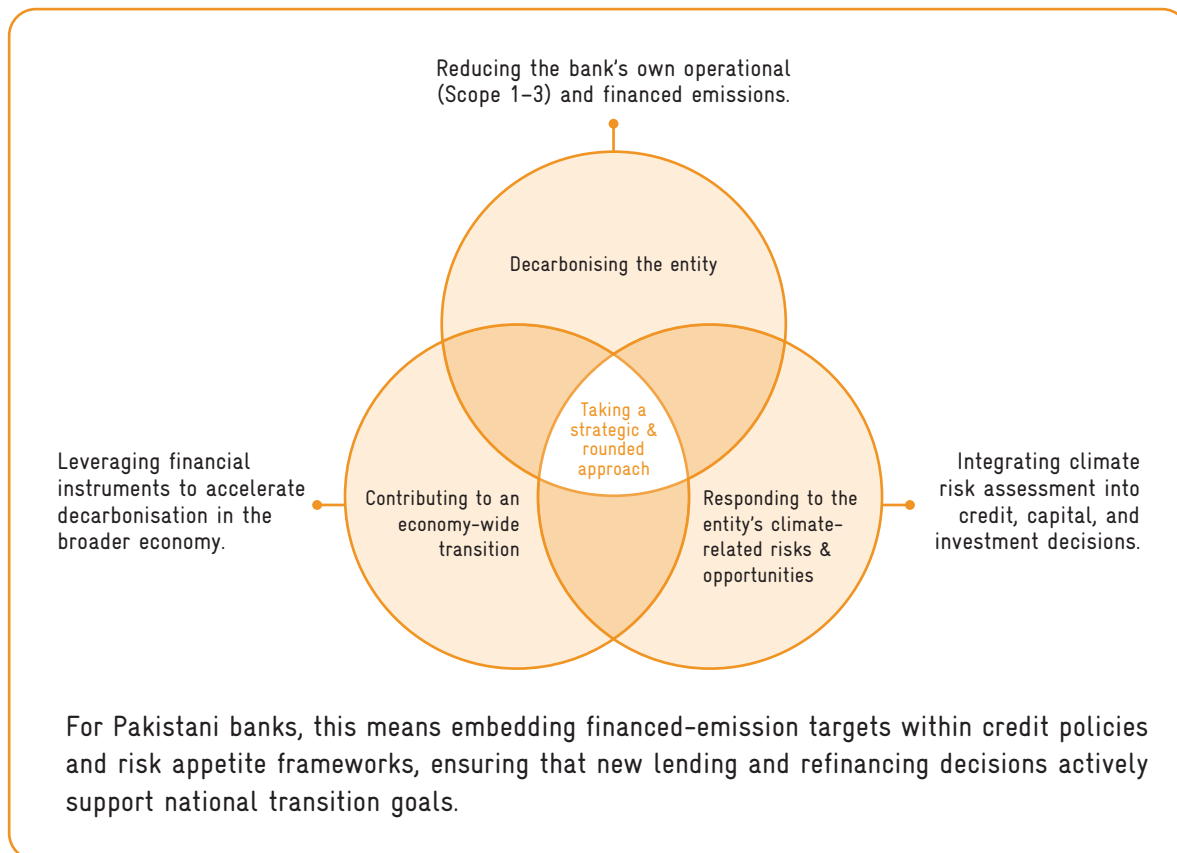 Reducing the bank's own operational
(Scope 1–3) and financed emissions.
Decarbonising the entity
Taking a
strategic &
rounded
approach
Leveraging financial
instruments to accelerate
decarbonisation in the
broader economy.
Contributing to an
economy-wide
transition
Responding to the
entity's climate-
related risks &
opportunities
Integrating climate
risk assessment into
credit, capital, and
investment decisions.
For Pakistani banks, this means embedding financed-emission targets within credit policies
and risk appetite frameworks, ensuring that new lending and refinancing decisions actively
support national transition goals.